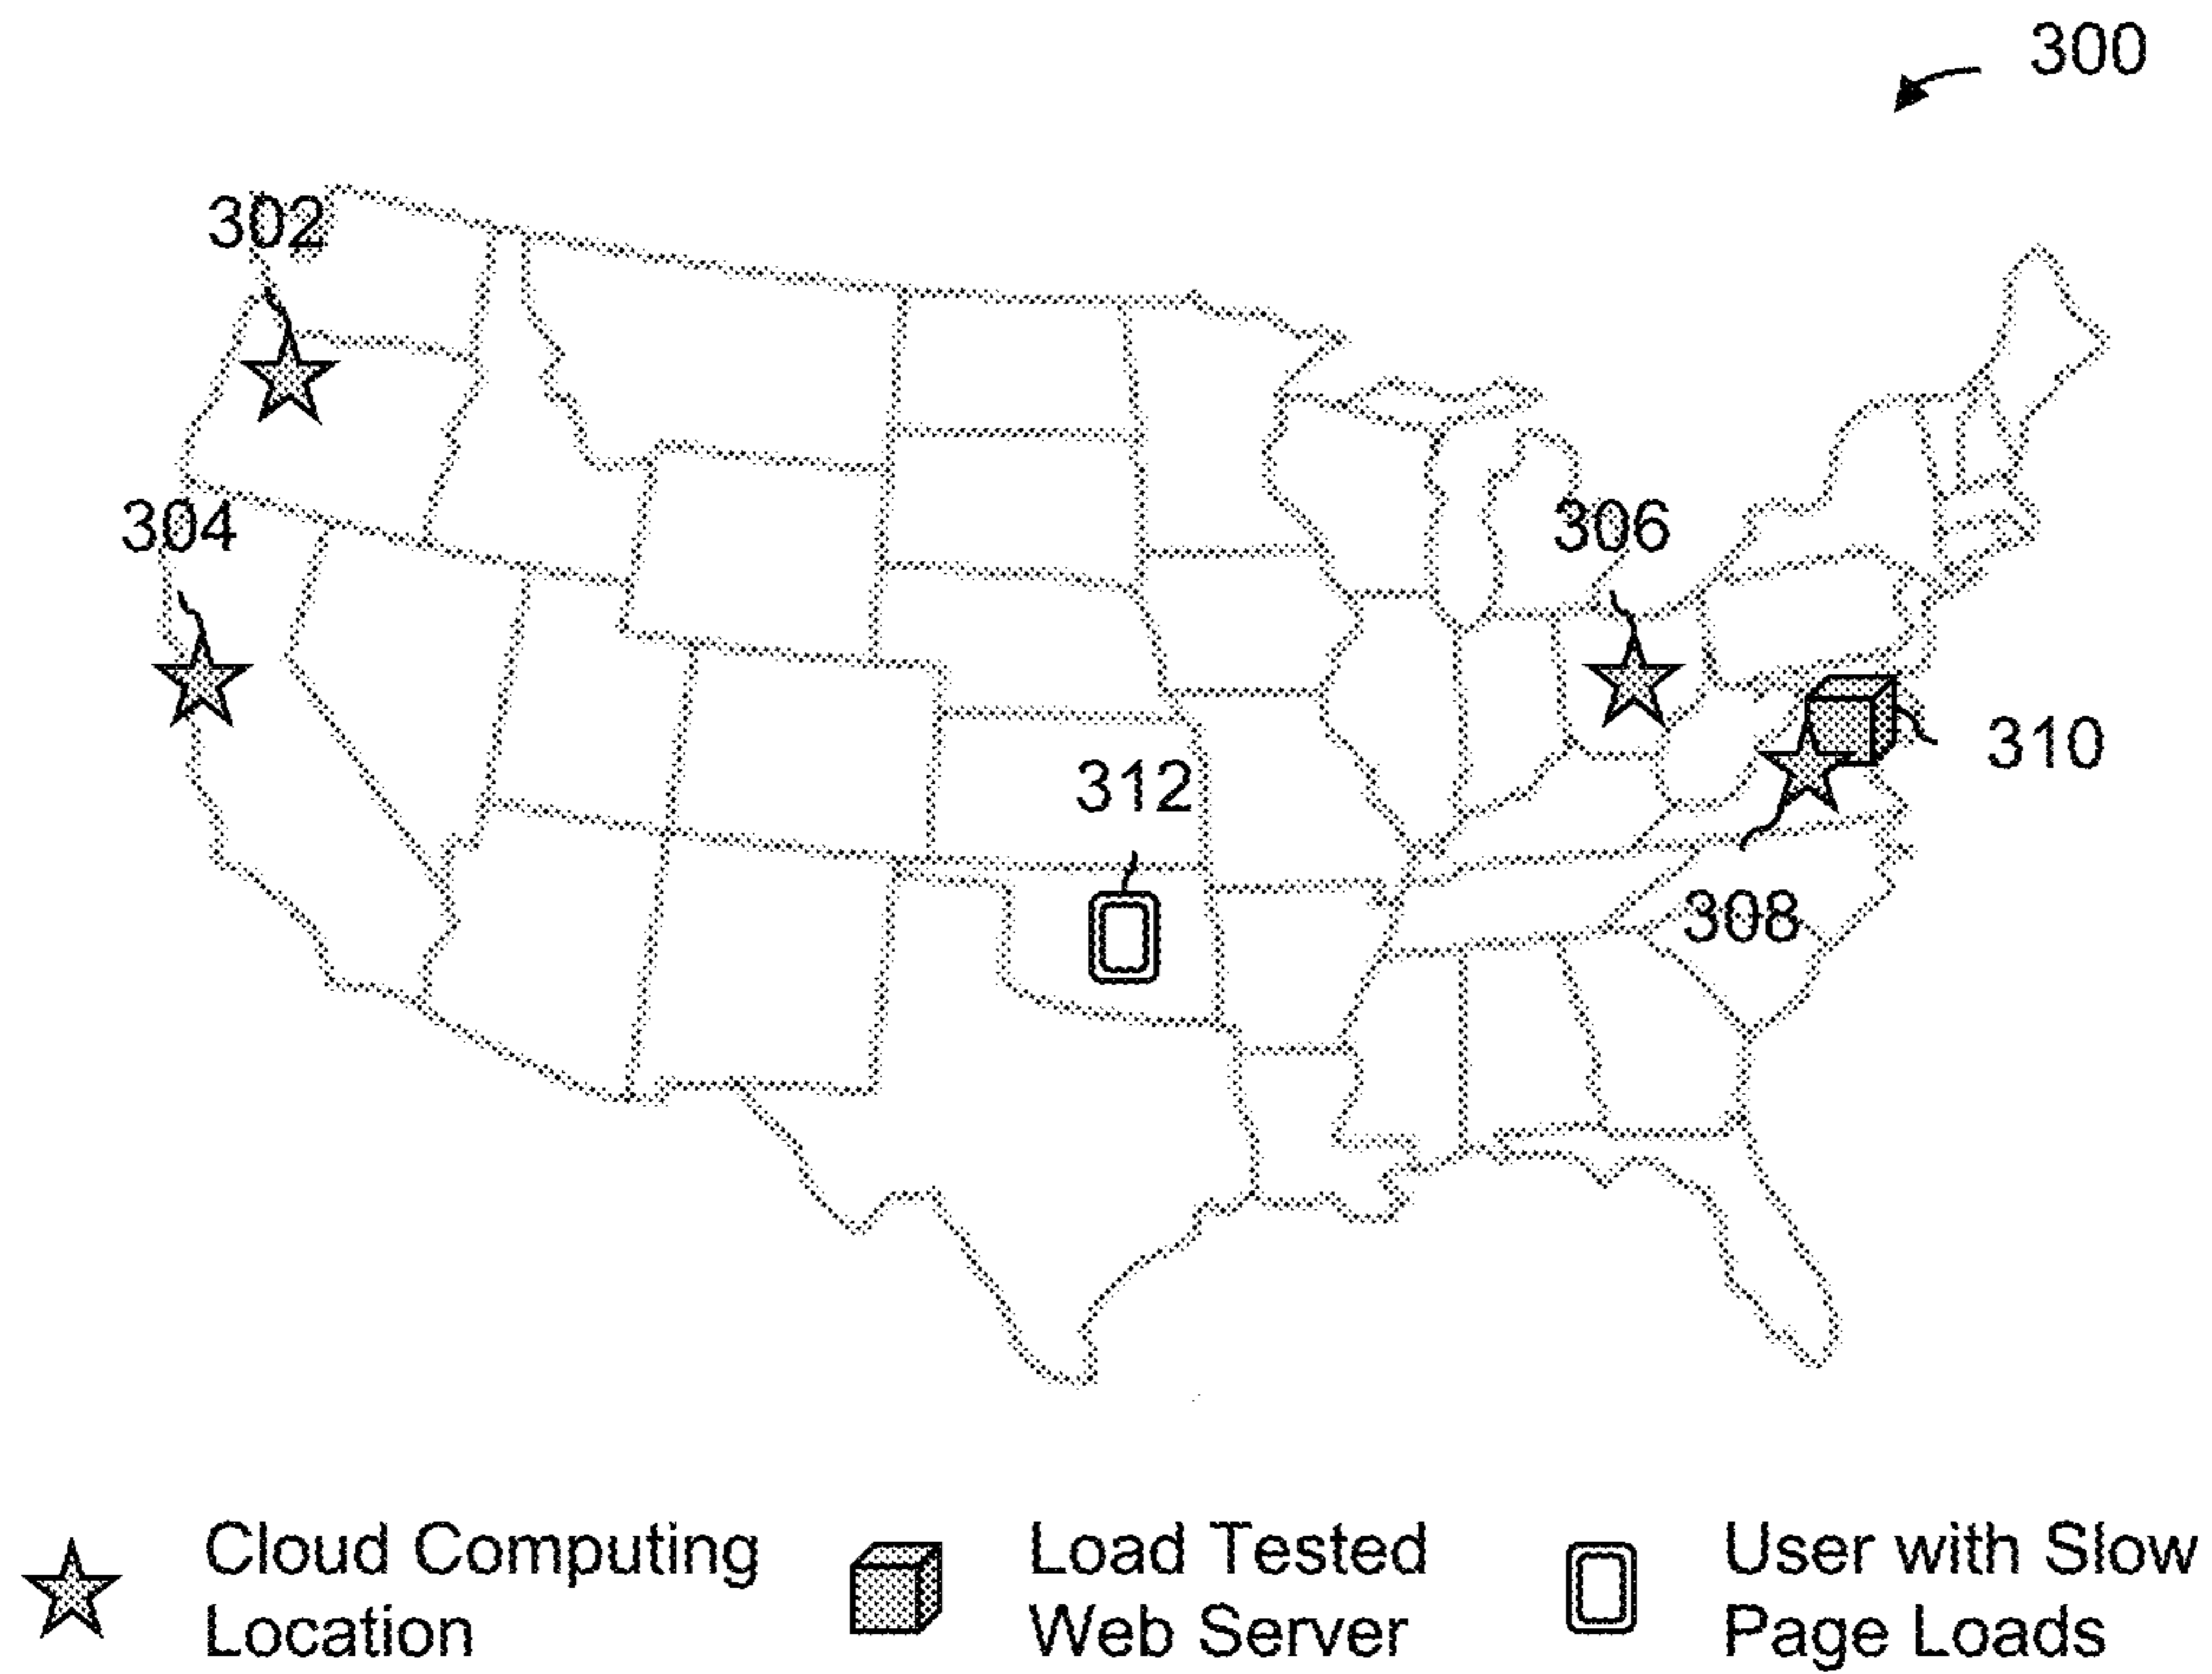 300
302
304
306
310
312
308
Cloud Computing
Location
Load Tested
Web Server
User with Slow
Page Loads